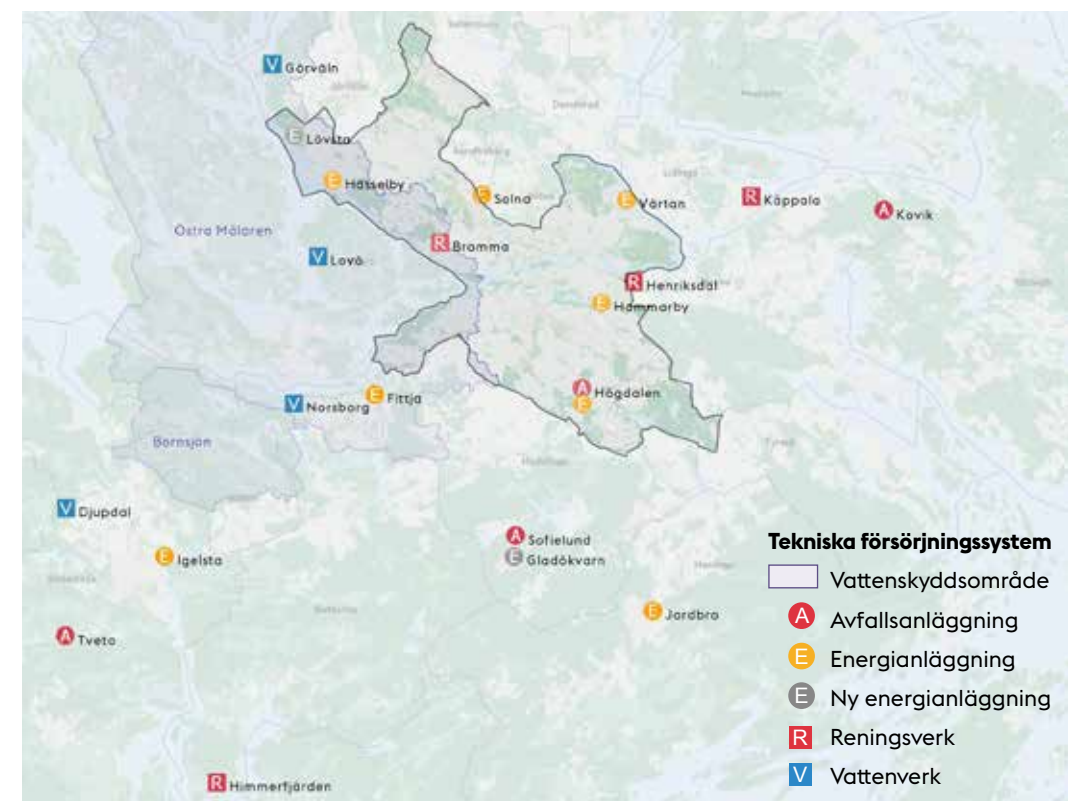 V Görväln
E Lövsta
E Hässelby
E Solna
E Värtan
R Käppala
A Kovik
Östra Mälaren
R Bromma
V Lovö
R Henriksdal
E Hammarby
A Högdalen
E
E Fittja
V Norsborg
Bornsjön
V Djupdal
A Sofielund
E Gladökvarn
E Igelsta
E Jordbro
A Tveta
R Himmerfjärden
Tekniska försörjningssystem
Vattenskyddsområde
A Avfallsanläggning
E Energianläggning
E Ny energianläggning
R Reningsverk
V Vattenverk